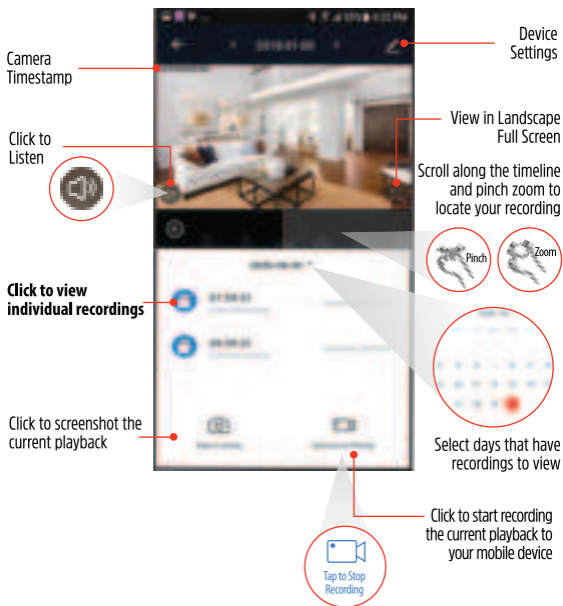 Camera
Timestamp
Device
Settings
Click to
Listen
View in Landscape
Full Screen
Scroll along the timeline
and pinch zoom to
locate your recording
Pinch
Zoom
Click to view
individual recordings
Click to screenshot the
current playback
Select days that have
recordings to view
Click to start recording
the current playback to
your mobile device
Tap to Stop
Recording